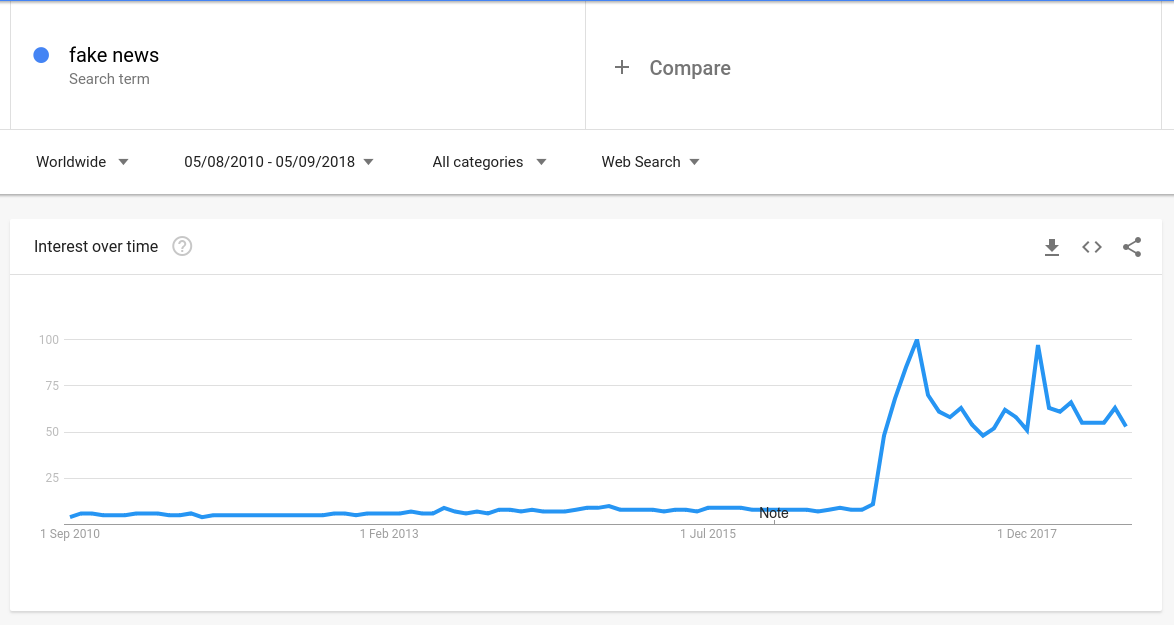 fake news
Search term
+ Compare
Worldwide 05/08/2010 - 05/09/2018 All categories Web Search
Interest over time ?
100
75
50
25
Note
1 Sep 2010 1 Feb 2013 1 Jul 2015 1 Dec 2017